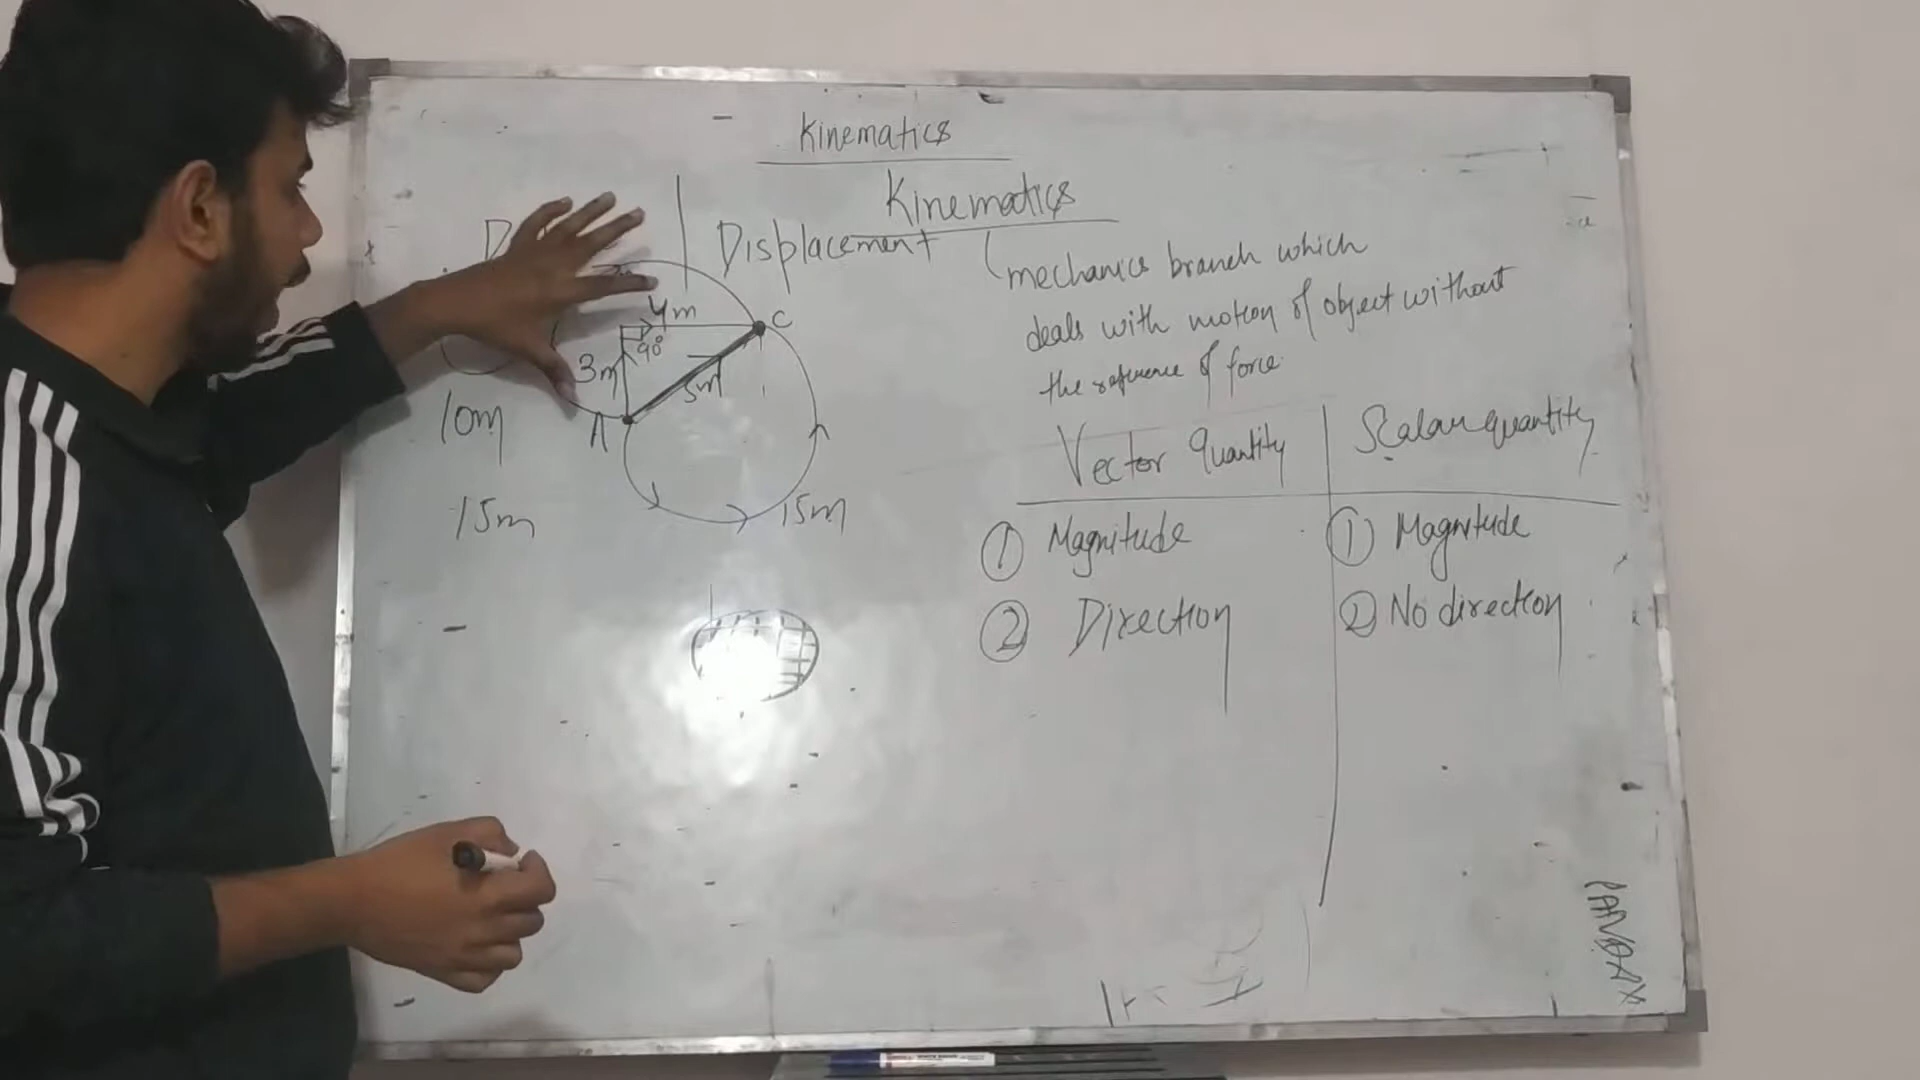 Kinematics
Kinematics
D
Displacement
(mechanics branch which
deals with motion of object without
the reference of force
4m
C
90°
3m
5m
A
10m
15m
15m
Vector Quantity
Scalar quantity
① Magnitude
① Magnitude
② Direction
② No direction